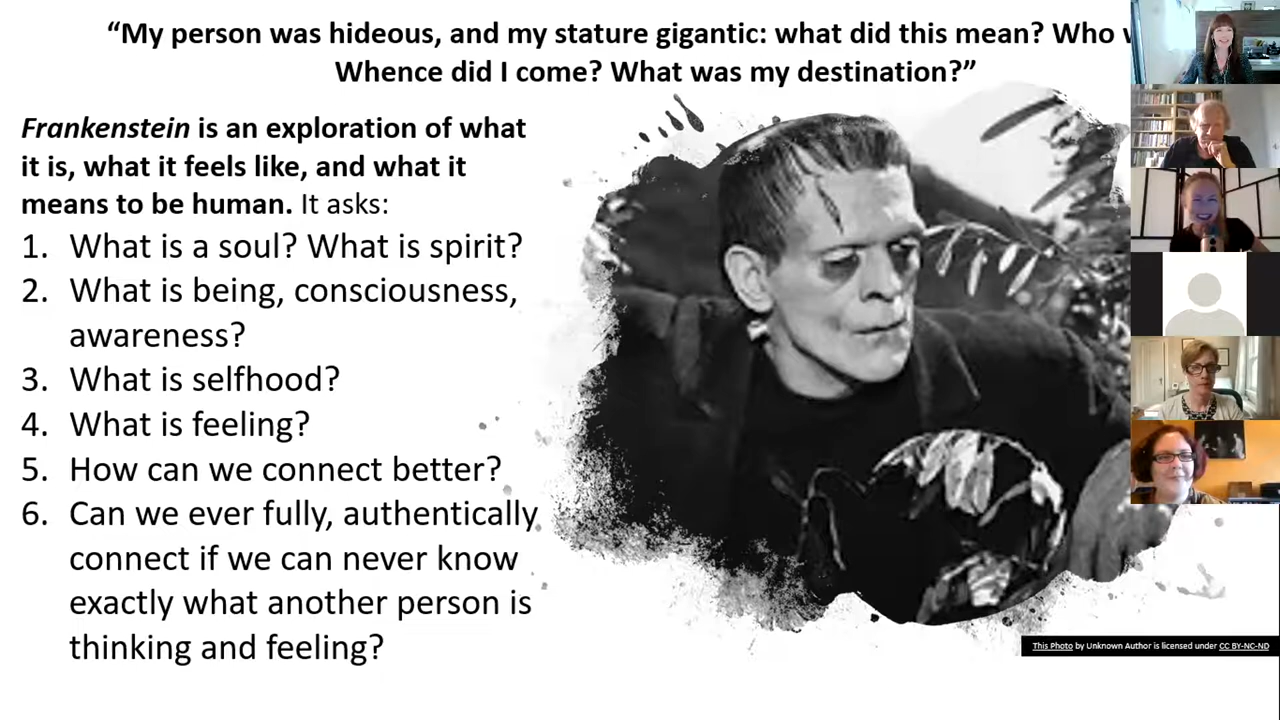 “My person was hideous, and my stature gigantic: what did this mean? Who
Whence did I come? What was my destination?”
Frankenstein is an exploration of what
it is, what it feels like, and what it
means to be human. It asks:
1. What is a soul? What is spirit?
2. What is being, consciousness,
awareness?
3. What is selfhood?
4. What is feeling?
5. How can we connect better?
6. Can we ever fully, authentically
connect if we can never know
exactly what another person is
thinking and feeling?
This Photo by Unknown Author is licensed under CC BY-NC-ND